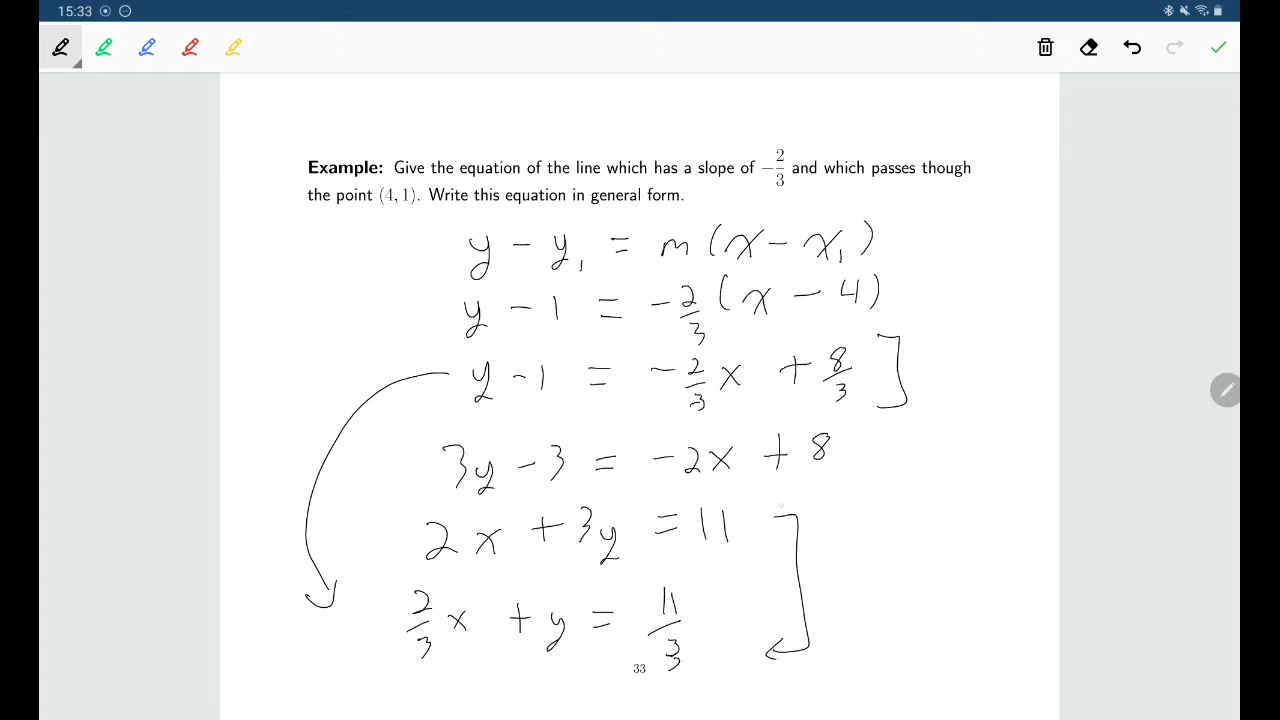 15:33
Example: Give the equation of the line which has a slope of −2/3 and which passes though
the point (4, 1). Write this equation in general form.
y − y₁ = m(x − x₁)
y − 1 = −2/3 (x − 4)
y − 1 = −2/3 x + 8/3
3y − 3 = −2x + 8
2x + 3y = 11
2/3 x + y = 11/3
33